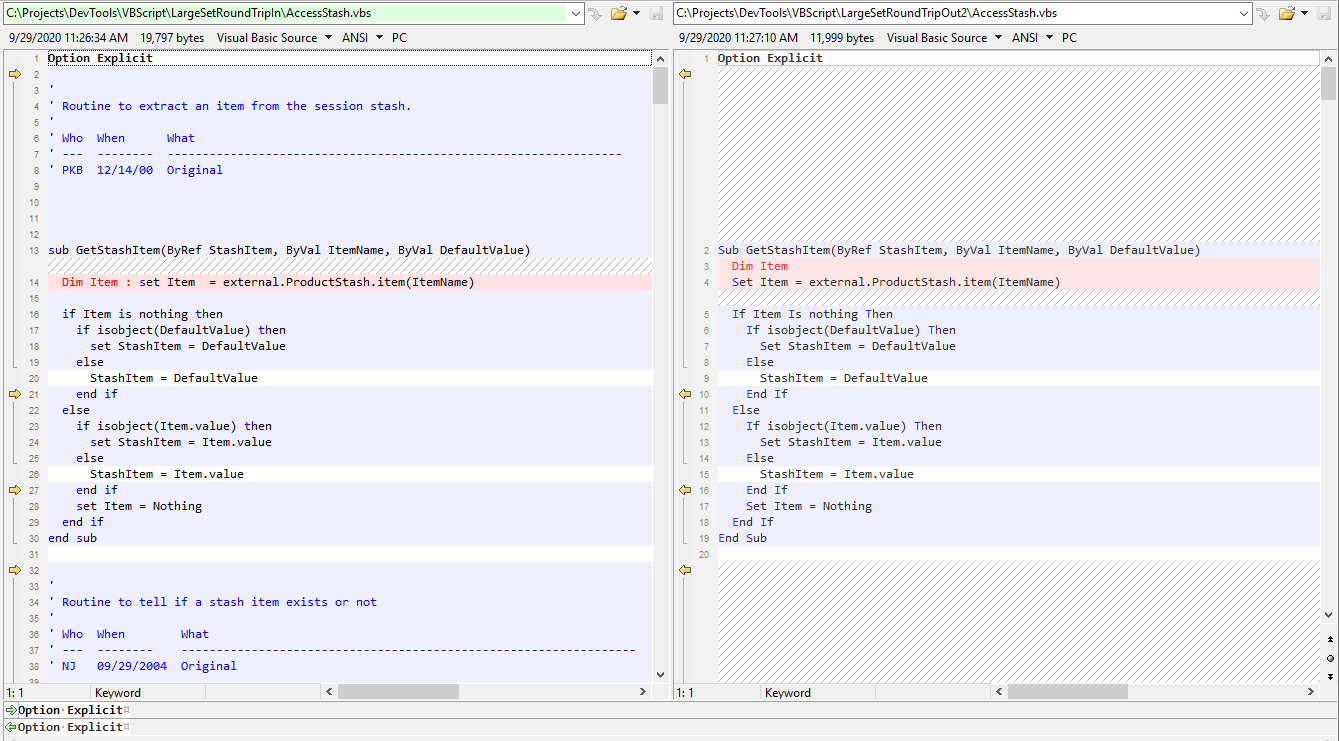 C:\Projects\DevTools\VBScript\LargeSetRoundTripIn\AccessStash.vbs
9/29/2020 11:26:34 AM 19,797 bytes Visual Basic Source ANSI PC
1 Option Explicit
2
3 '
4 ' Routine to extract an item from the session stash.
5 '
6 ' Who  When      What
7 ' ---  --------  -----------------------------------------------------------------
8 ' PKB  12/14/00  Original
9
10
11
12
13 sub GetStashItem(ByRef StashItem, ByVal ItemName, ByVal DefaultValue)
14   Dim Item : set Item  = external.ProductStash.item(ItemName)
15
16   if Item is nothing then
17     if isobject(DefaultValue) then
18       set StashItem = DefaultValue
19     else
20       StashItem = DefaultValue
21     end if
22   else
23     if isobject(Item.value) then
24       set StashItem = Item.value
25     else
26       StashItem = Item.value
27     end if
28     set Item = Nothing
29   end if
30 end sub
31
32
33 '
34 ' Routine to tell if a stash item exists or not
35 '
36 ' Who  When        What
37 ' ---  --------    -----------------------------------------------------------------
38 ' NJ   09/29/2004  Original
39
1: 1 Keyword
C:\Projects\DevTools\VBScript\LargeSetRoundTripOut2\AccessStash.vbs
9/29/2020 11:27:10 AM 11,999 bytes Visual Basic Source ANSI PC
1 Option Explicit
2 Sub GetStashItem(ByRef StashItem, ByVal ItemName, ByVal DefaultValue)
3   Dim Item
4   Set Item = external.ProductStash.item(ItemName)
5   If Item Is nothing Then
6     If isobject(DefaultValue) Then
7       Set StashItem = DefaultValue
8     Else
9       StashItem = DefaultValue
10     End If
11   Else
12     If isobject(Item.value) Then
13       Set StashItem = Item.value
14     Else
15       StashItem = Item.value
16     End If
17     Set Item = Nothing
18   End If
19 End Sub
20
1: 1 Keyword
Option·Explicit¤
Option·Explicit¤